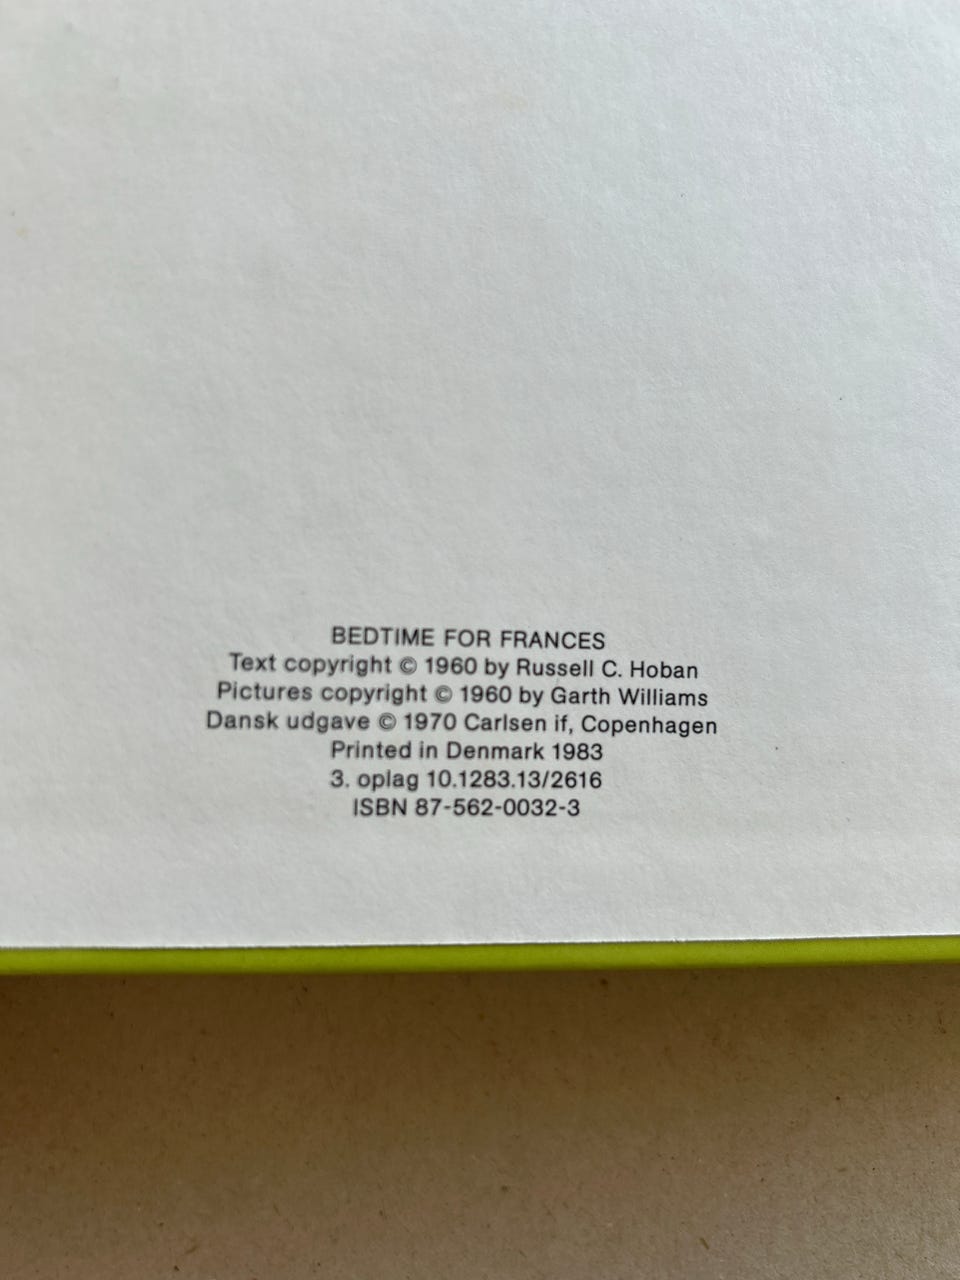 BEDTIME FOR FRANCES
Text copyright © 1960 by Russell C. Hoban
Pictures copyright © 1960 by Garth Williams
Dansk udgave © 1970 Carlsen if, Copenhagen
Printed in Denmark 1983
3. oplag 10.1283.13/2616
ISBN 87-562-0032-3